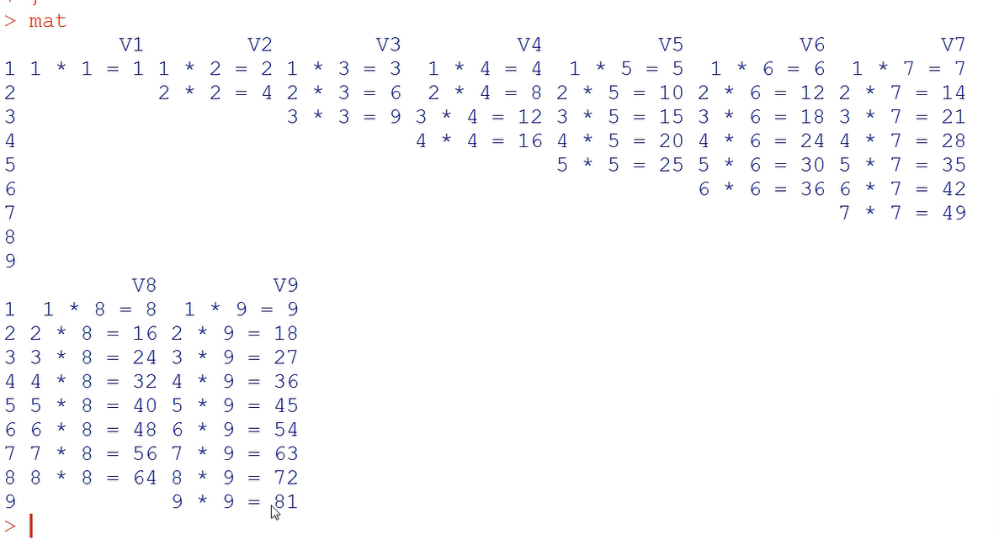 > mat
V1 V2 V3 V4 V5 V6 V7
1 1 * 1 = 1 1 * 2 = 2 1 * 3 = 3 1 * 4 = 4 1 * 5 = 5 1 * 6 = 6 1 * 7 = 7
2 2 * 2 = 4 2 * 3 = 6 2 * 4 = 8 2 * 5 = 10 2 * 6 = 12 2 * 7 = 14
3 3 * 3 = 9 3 * 4 = 12 3 * 5 = 15 3 * 6 = 18 3 * 7 = 21
4 4 * 4 = 16 4 * 5 = 20 4 * 6 = 24 4 * 7 = 28
5 5 * 5 = 25 5 * 6 = 30 5 * 7 = 35
6 6 * 6 = 36 6 * 7 = 42
7 7 * 7 = 49
8
9
V8 V9
1 1 * 8 = 8 1 * 9 = 9
2 2 * 8 = 16 2 * 9 = 18
3 3 * 8 = 24 3 * 9 = 27
4 4 * 8 = 32 4 * 9 = 36
5 5 * 8 = 40 5 * 9 = 45
6 6 * 8 = 48 6 * 9 = 54
7 7 * 8 = 56 7 * 9 = 63
8 8 * 8 = 64 8 * 9 = 72
9 9 * 9 = 81
>